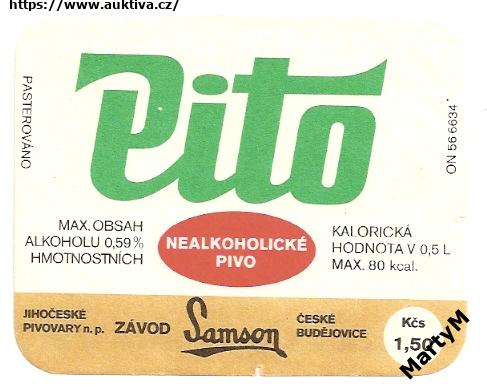 https://www.auktiva.cz/
Pito
PASTEROVÁNO
ON 56 6634
MAX. OBSAH
ALKOHOLU 0,59%
HMOTNOSTNÍCH
NEALKOHOLICKÉ
PIVO
KALORICKÁ
HODNOTA V 0,5 L
MAX. 80 kcal.
JIHOČESKÉ
PIVOVARY n. p.
ZÁVOD
Samson
ČESKÉ
BUDĚJOVICE
Kčs
1,50
MartyM